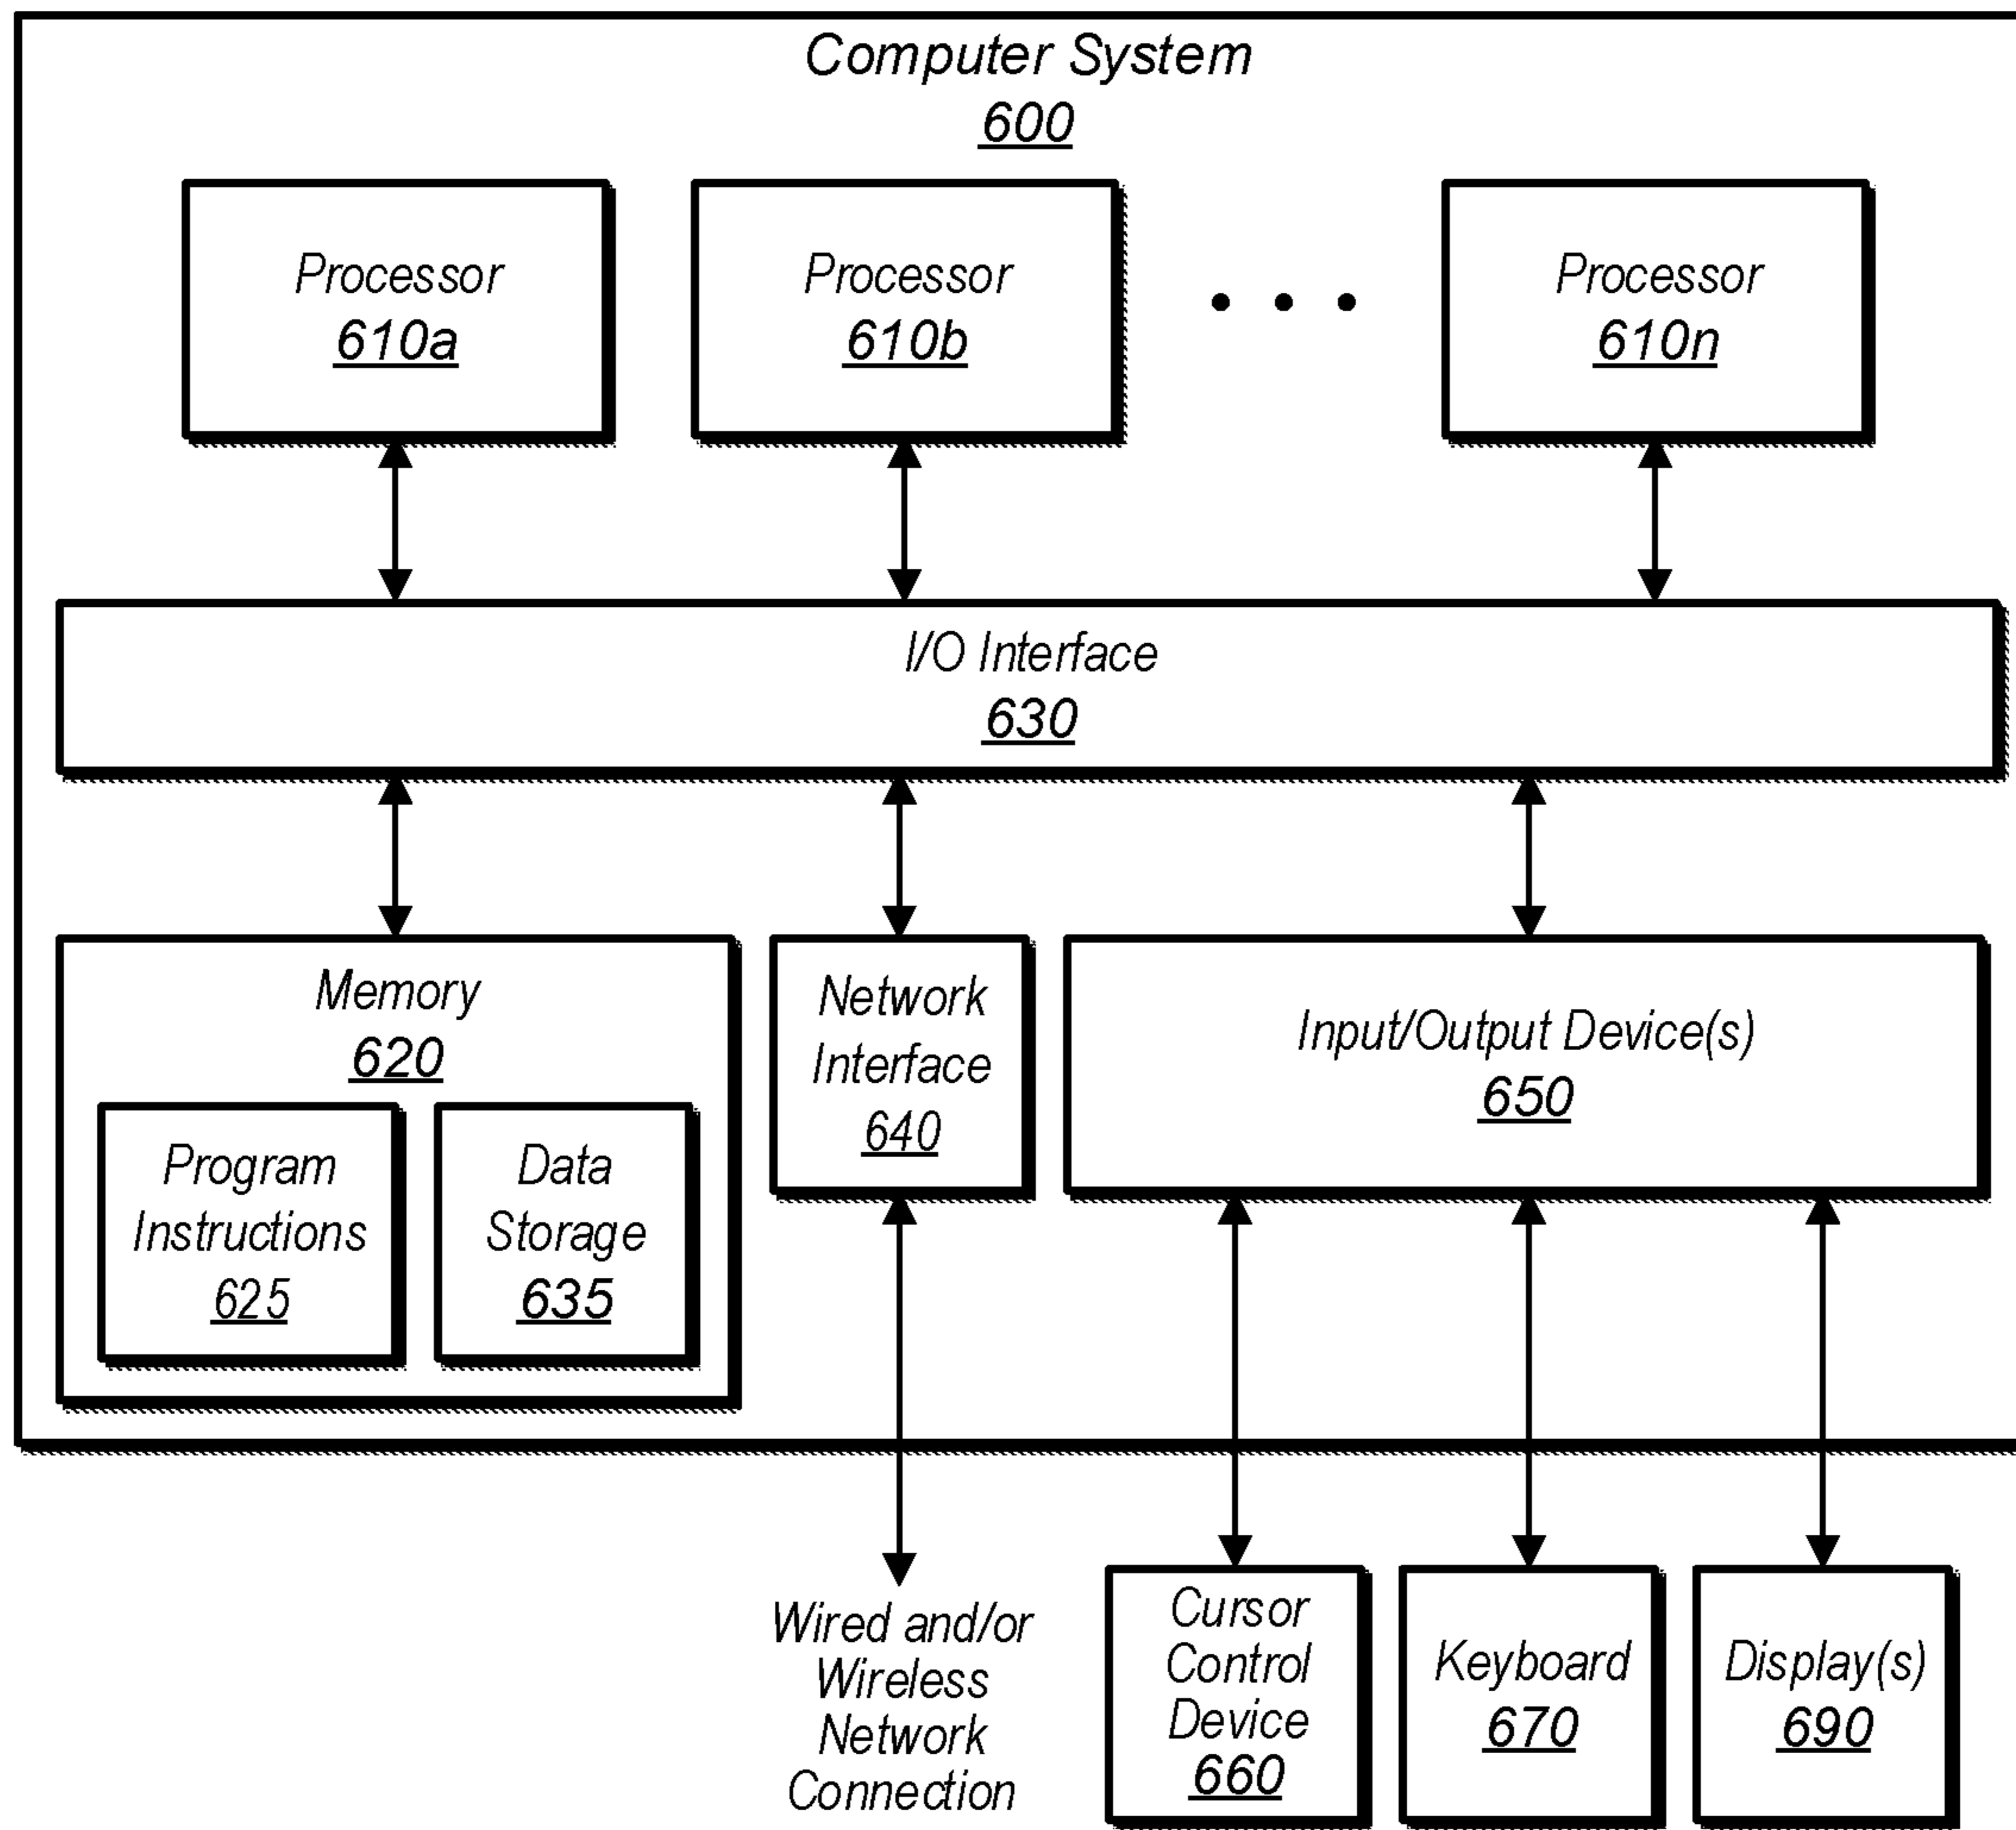 Computer System
600
Processor
610a
Processor
610b
Processor
610n
I/O Interface
630
Memory
620
Program
Instructions
625
Data
Storage
635
Network
Interface
640
Input/Output Device(s)
650
Wired and/or
Wireless
Network
Connection
Cursor
Control
Device
660
Keyboard
670
Display(s)
690